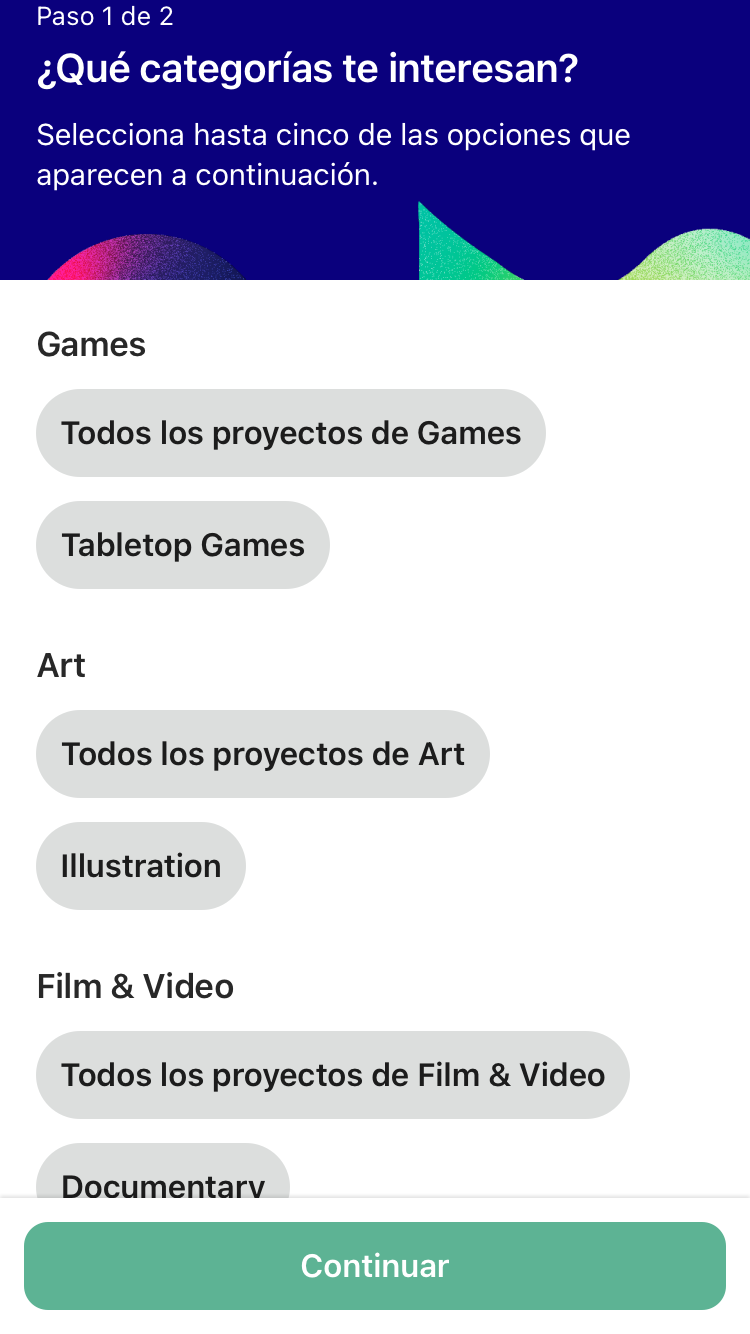 Paso 1 de 2
¿Qué categorías te interesan?
Selecciona hasta cinco de las opciones que
aparecen a continuación.
Games
Todos los proyectos de Games
Tabletop Games
Art
Todos los proyectos de Art
Illustration
Film & Video
Todos los proyectos de Film & Video
Documentary
Continuar